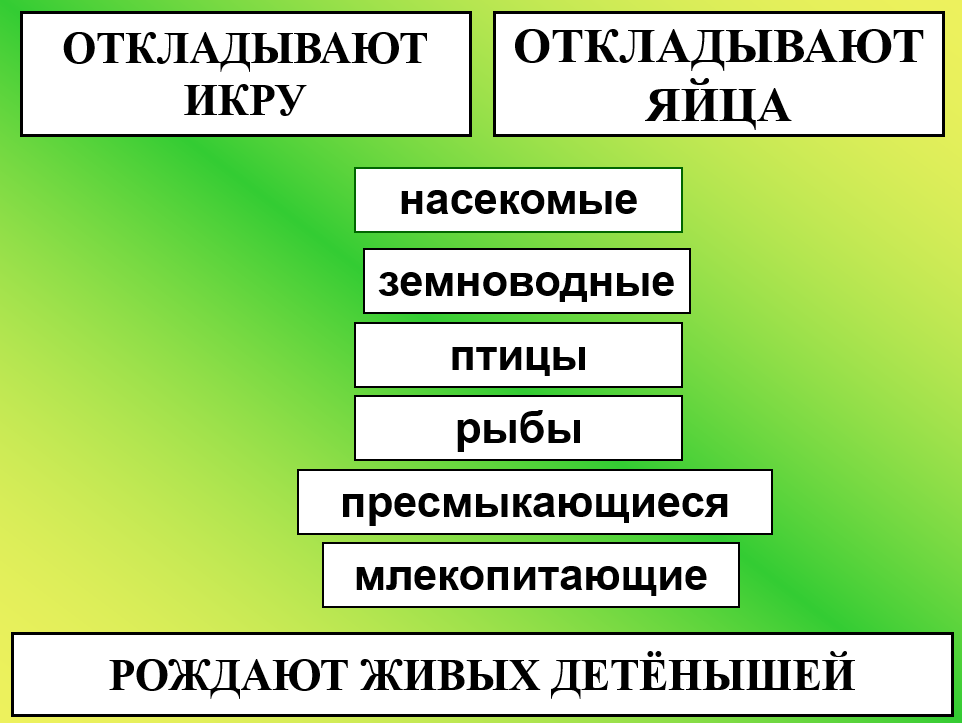 ОТКЛАДЫВАЮТ
ИКРУ
ОТКЛАДЫВАЮТ
ЯЙЦА
насекомые
земноводные
птицы
рыбы
пресмыкающиеся
млекопитающие
РОЖДАЮТ ЖИВЫХ ДЕТЁНЫШЕЙ